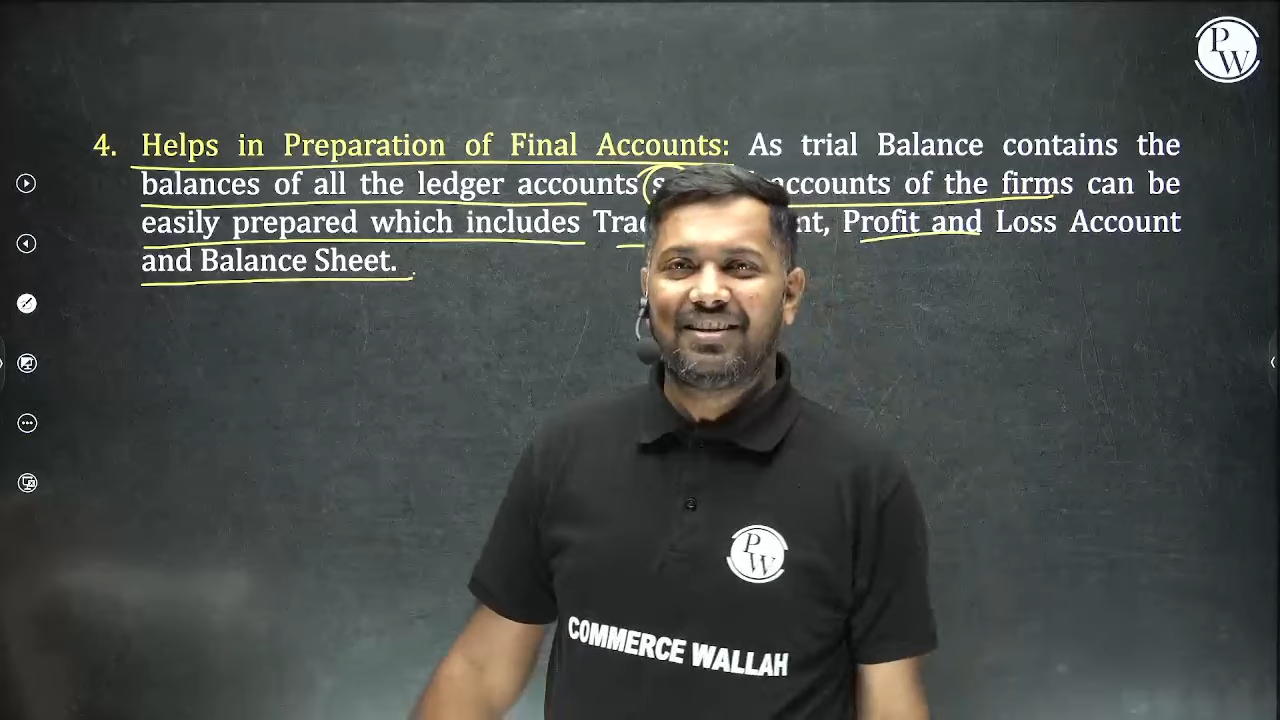 P
W
4. Helps in Preparation of Final Accounts: As trial Balance contains the
balances of all the ledger accounts accounts of the firms can be
easily prepared which includes Profit and Loss Account
and Balance Sheet.
P
W
COMMERCE WALLAH